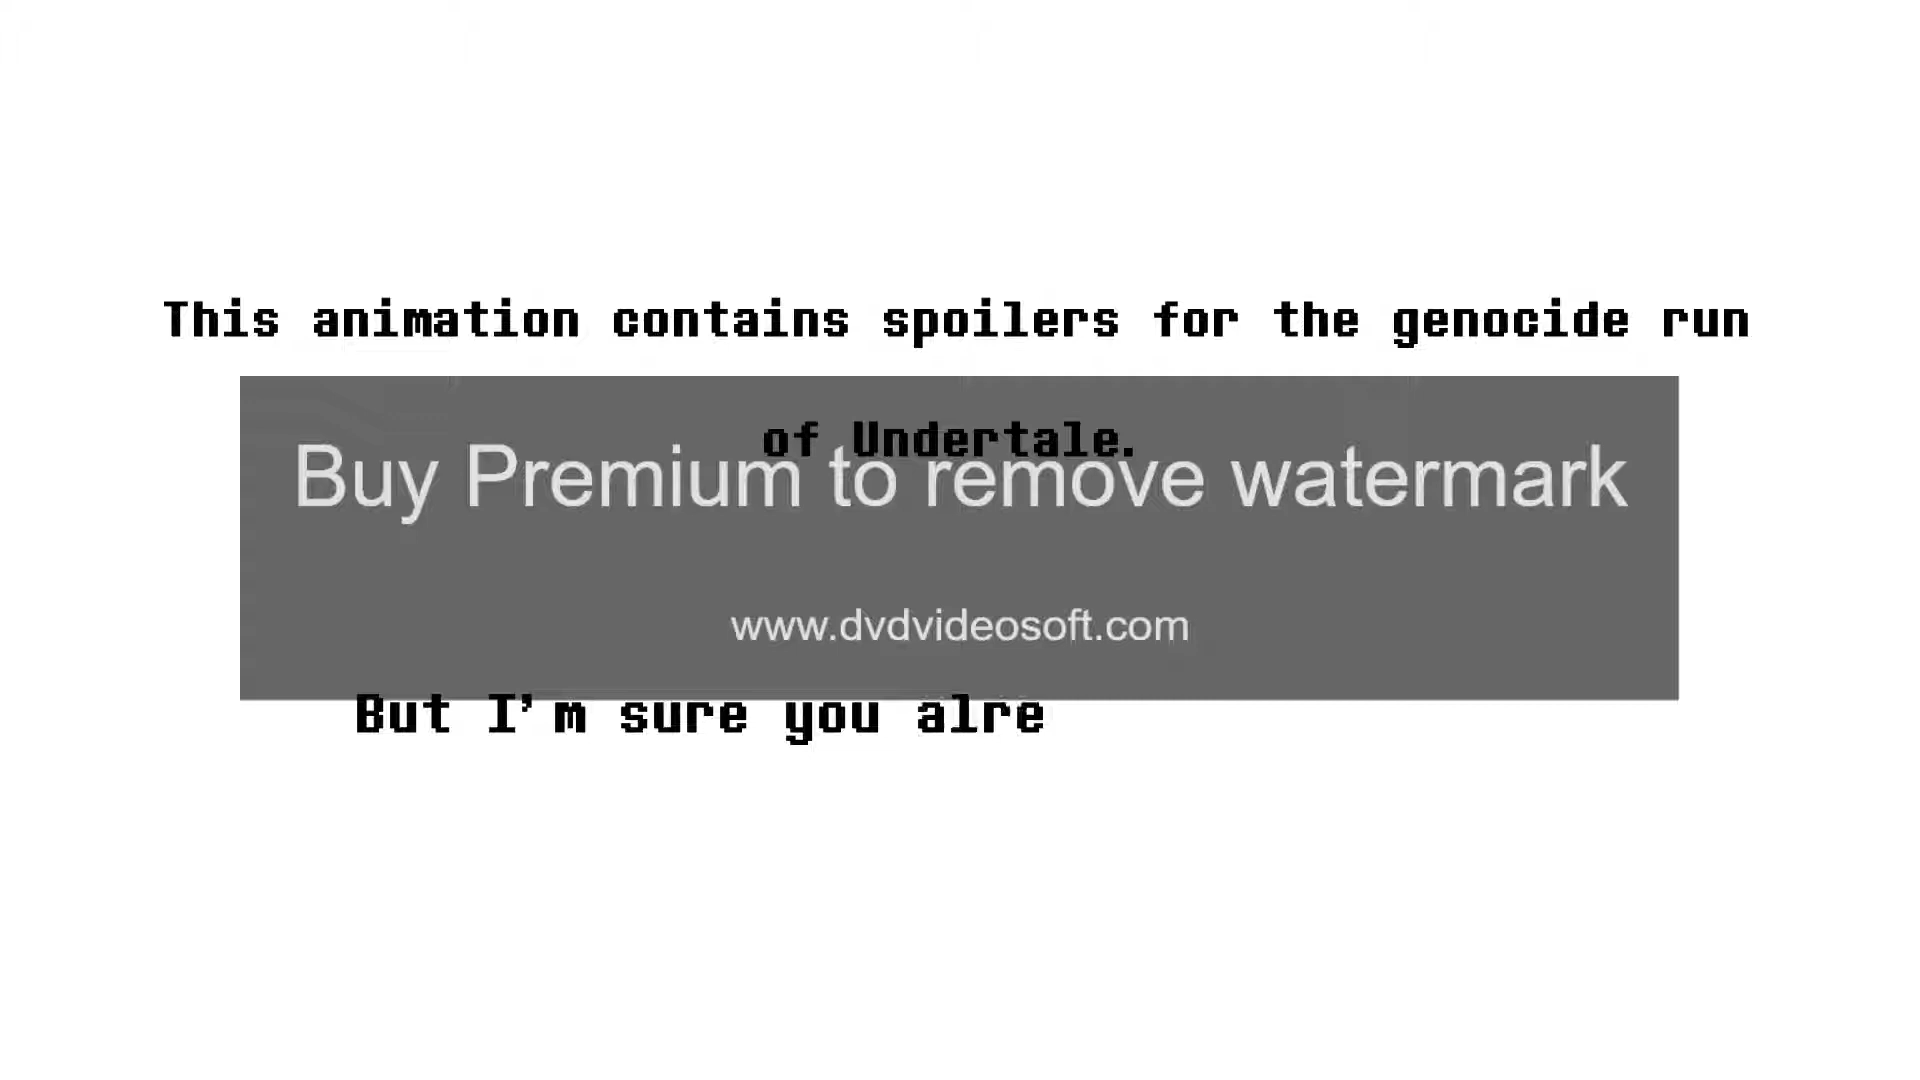 This animation contains spoilers for the genocide run
of Undertale.
Buy Premium to remove watermark
www.dvdvideosoft.com
But I'm sure you alre